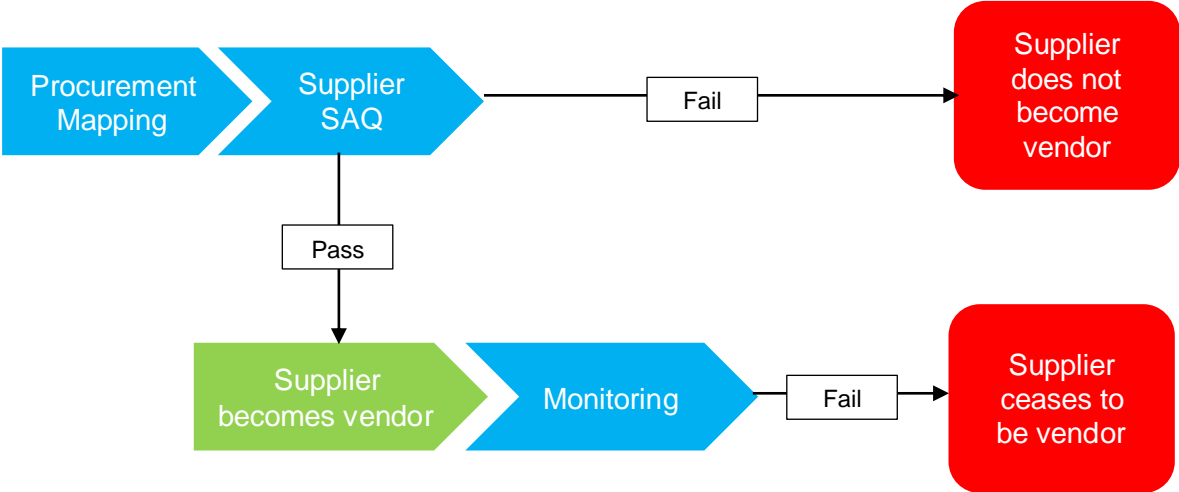 Procurement
Mapping
Supplier
SAQ
Fail
Supplier
does not
become
vendor
Pass
Supplier
becomes vendor
Monitoring
Fail
Supplier
ceases to
be vendor